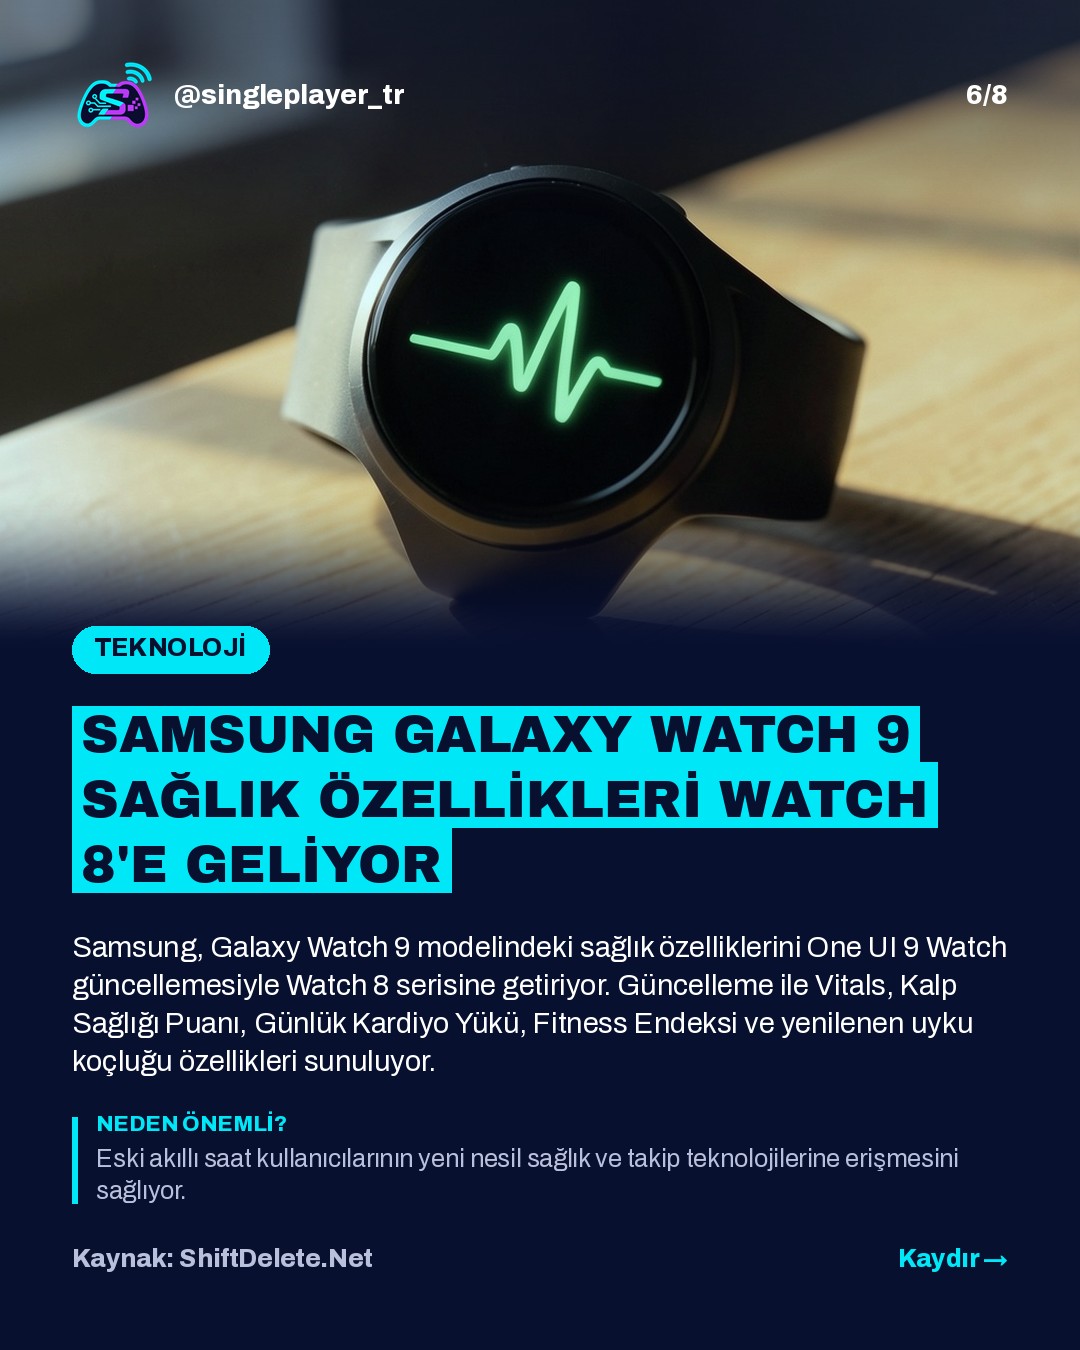 @singleplayer_tr
6/8
TEKNOLOJİ
SAMSUNG GALAXY WATCH 9
SAĞLIK ÖZELLİKLERİ WATCH
8'E GELİYOR
Samsung, Galaxy Watch 9 modelindeki sağlık özelliklerini One UI 9 Watch
güncellemesiyle Watch 8 serisine getiriyor. Güncelleme ile Vitals, Kalp
Sağlığı Puanı, Günlük Kardiyo Yükü, Fitness Endeksi ve yenilenen uyku
koçluğu özellikleri sunuluyor.
NEDEN ÖNEMLİ?
Eski akıllı saat kullanıcılarının yeni nesil sağlık ve takip teknolojilerine erişmesini
sağlıyor.
Kaynak: ShiftDelete.Net
Kaydır→